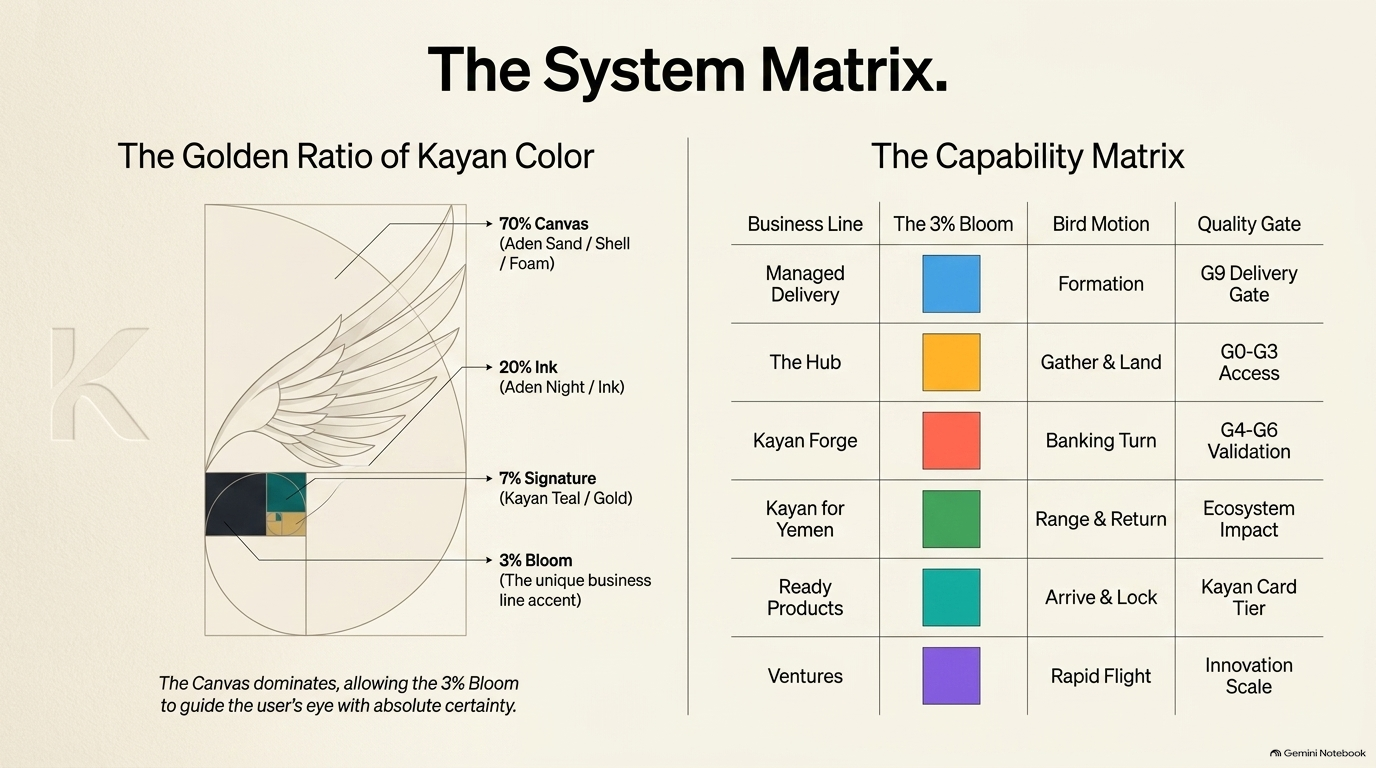 The System Matrix.
The Golden Ratio of Kayan Color
70% Canvas
(Aden Sand / Shell
/ Foam)
20% Ink
(Aden Night / Ink)
7% Signature
(Kayan Teal / Gold)
3% Bloom
(The unique business
line accent)
K
The Canvas dominates, allowing the 3% Bloom
to guide the user's eye with absolute certainty.
The Capability Matrix
Business Line The 3% Bloom Bird Motion Quality Gate
Managed
Delivery
Formation
G9 Delivery
Gate
The Hub
Gather & Land
G0-G3
Access
Kayan Forge
Banking Turn
G4-G6
Validation
Kayan for
Yemen
Range & Return
Ecosystem
Impact
Ready
Products
Arrive & Lock
Kayan Card
Tier
Ventures
Rapid Flight
Innovation
Scale
Gemini Notebook